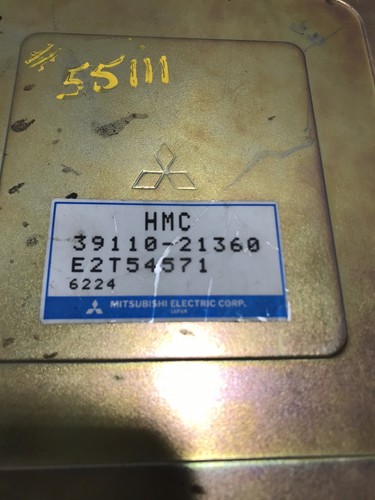 # 55111
HMC
39110-21360
E2T54571
6224
MITSUBISHI ELECTRIC CORP.
JAPAN